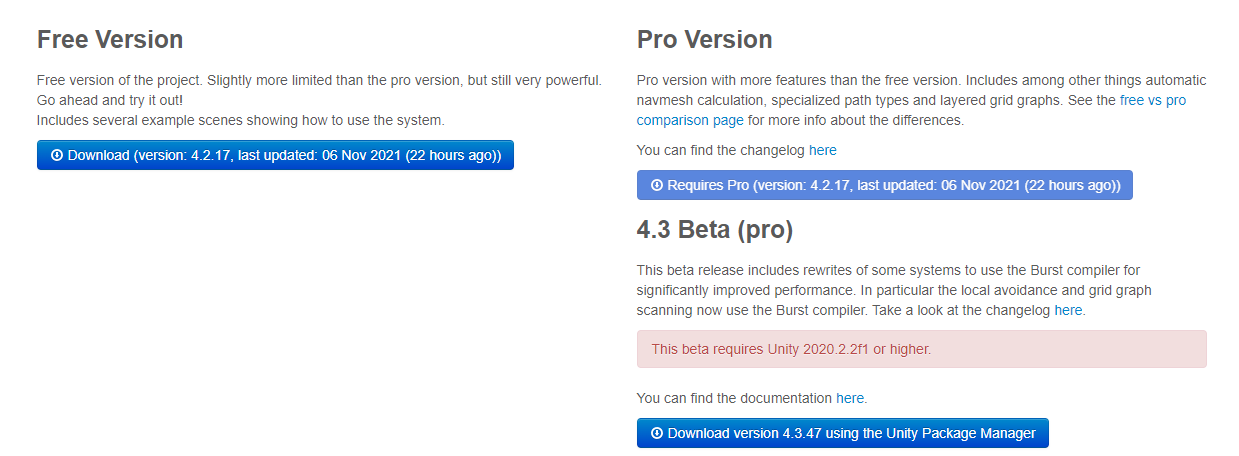 Free Version
Free version of the project. Slightly more limited than the pro version, but still very powerful.
Go ahead and try it out!
Includes several example scenes showing how to use the system.
Download (version: 4.2.17, last updated: 06 Nov 2021 (22 hours ago))
Pro Version
Pro version with more features than the free version. Includes among other things automatic
navmesh calculation, specialized path types and layered grid graphs. See the free vs pro
comparison page for more info about the differences.
You can find the changelog here
Requires Pro (version: 4.2.17, last updated: 06 Nov 2021 (22 hours ago))
4.3 Beta (pro)
This beta release includes rewrites of some systems to use the Burst compiler for
significantly improved performance. In particular the local avoidance and grid graph
scanning now use the Burst compiler. Take a look at the changelog here.
This beta requires Unity 2020.2.2f1 or higher.
You can find the documentation here.
Download version 4.3.47 using the Unity Package Manager